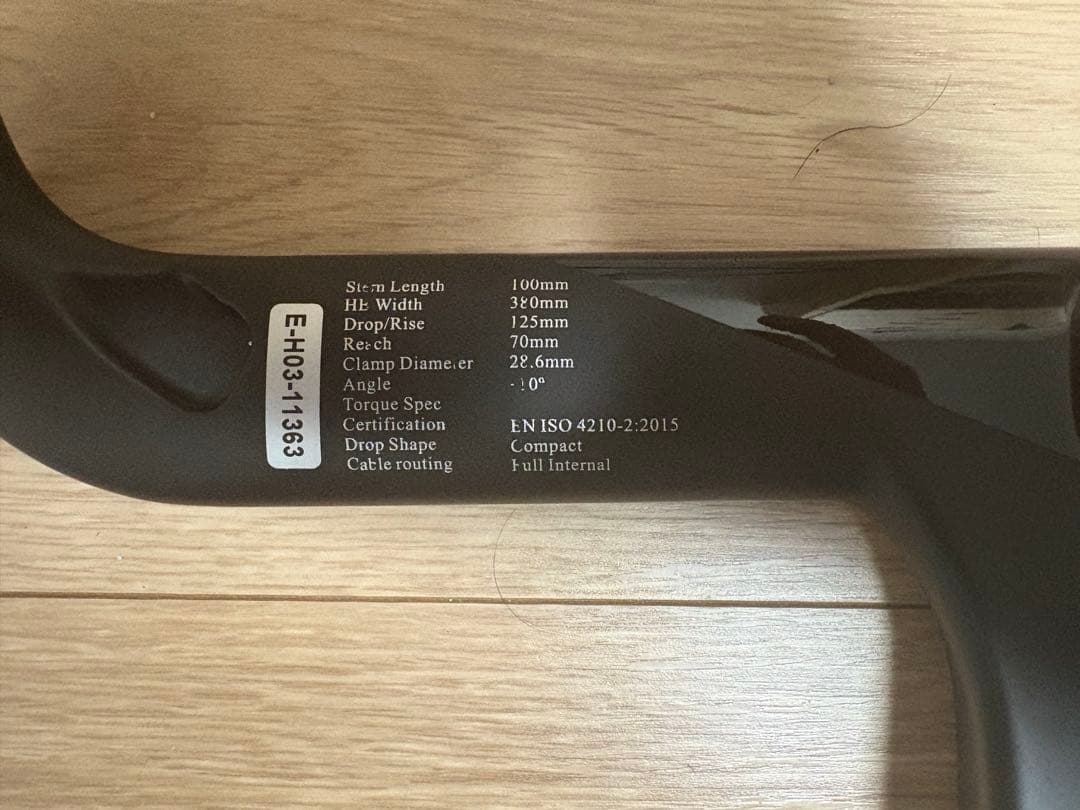 E-H03-11363
Stem Length 100mm
HB Width 380mm
Drop/Rise 125mm
Reach 70mm
Clamp Diameter 28.6mm
Angle -10°
Torque Spec
Certification EN ISO 4210-2:2015
Drop Shape Compact
Cable routing Full Internal